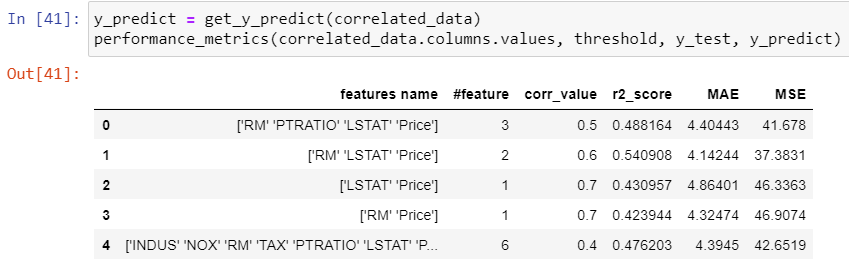 In [41]: y_predict = get_y_predict(correlated_data)
performance_metrics(correlated_data.columns.values, threshold, y_test, y_predict)
Out[41]:
features name #feature corr_value r2_score MAE MSE
0 ['RM' 'PTRATIO' 'LSTAT' 'Price'] 3 0.5 0.488164 4.40443 41.678
1 ['RM' 'LSTAT' 'Price'] 2 0.6 0.540908 4.14244 37.3831
2 ['LSTAT' 'Price'] 1 0.7 0.430957 4.86401 46.3363
3 ['RM' 'Price'] 1 0.7 0.423944 4.32474 46.9074
4 ['INDUS' 'NOX' 'RM' 'TAX' 'PTRATIO' 'LSTAT' 'P... 6 0.4 0.476203 4.3945 42.6519